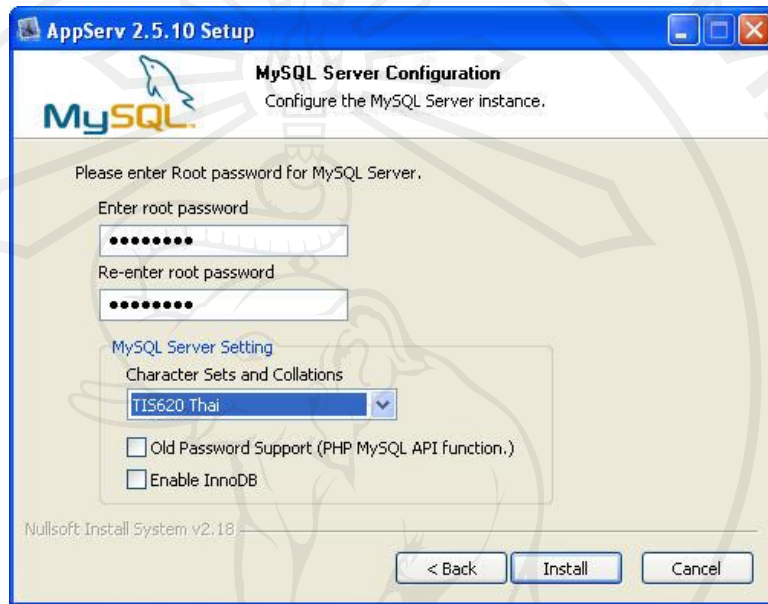 AppServ 2.5.10 Setup
MySQL Server Configuration
Configure the MySQL Server instance.
MySQL
Please enter Root password for MySQL Server.
Enter root password
••••••••
Re-enter root password
••••••••
MySQL Server Setting
Character Sets and Collations
TIS620 Thai
Old Password Support (PHP MySQL API function.)
Enable InnoDB
Nullsoft Install System v2.18
< Back Install Cancel